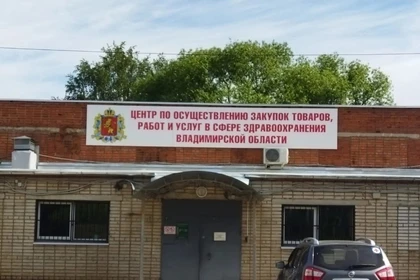 ЦЕНТР ПО ОСУЩЕСТВЛЕНИЮ ЗАКУПОК ТОВАРОВ,
РАБОТ И УСЛУГ В СФЕРЕ ЗДРАВООХРАНЕНИЯ
ВЛАДИМИРСКОЙ ОБЛАСТИ